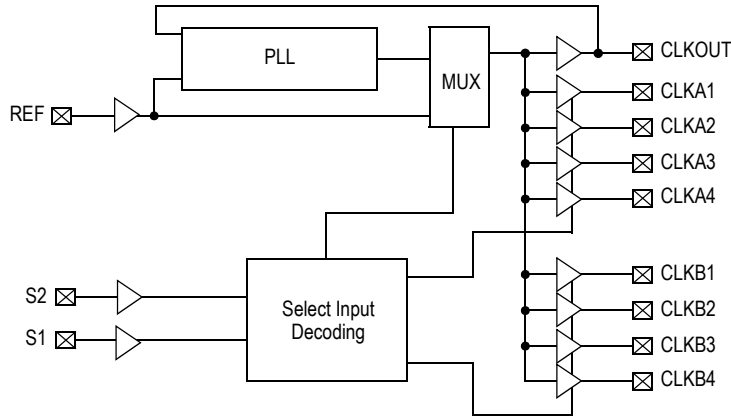 PLL
MUX
CLKOUT
CLKA1
REF
CLKA2
CLKA3
CLKA4
CLKB1
S2
Select Input
Decoding
CLKB2
S1
CLKB3
CLKB4